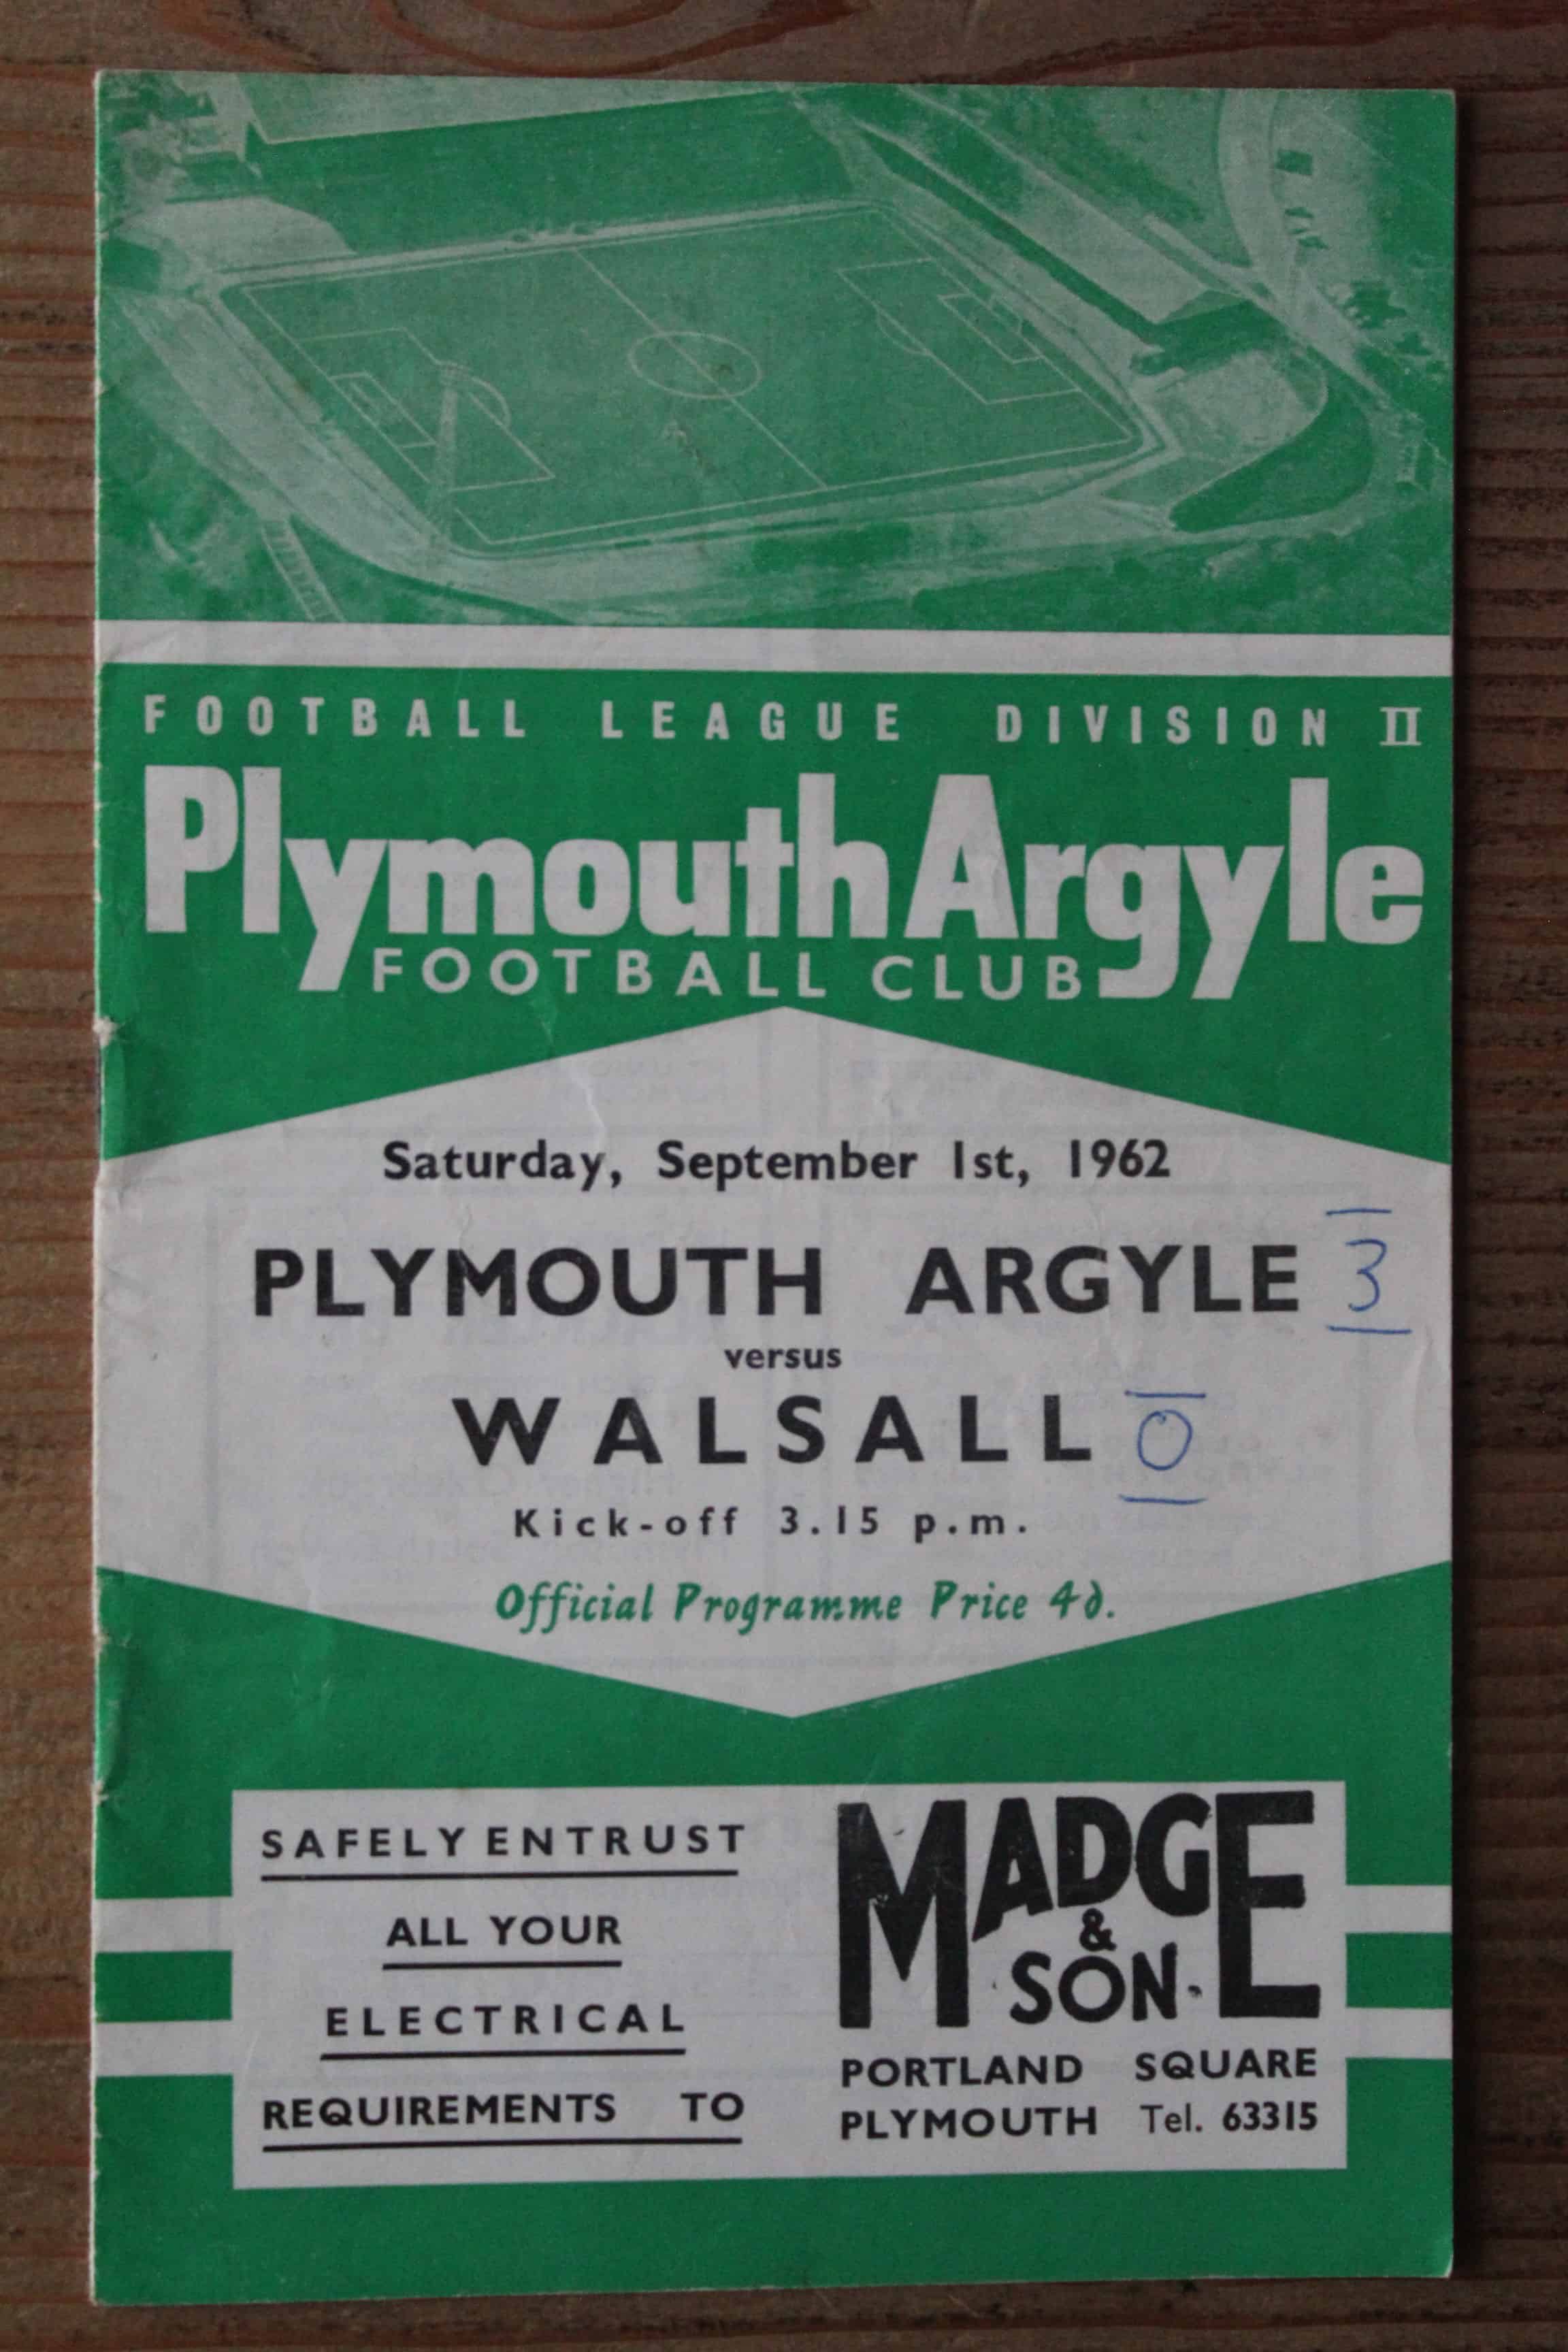 FOOTBALL LEAGUE DIVISION II
Plymouth Argyle
FOOTBALL CLUB
Saturday, September 1st, 1962
PLYMOUTH ARGYLE 3
versus
WALSALL 0
Kick-off 3.15 p.m.
Official Programme Price 4d.
SAFELY ENTRUST
ALL YOUR
ELECTRICAL
REQUIREMENTS TO
MADGE
&
SON
PORTLAND SQUARE
PLYMOUTH Tel. 63315